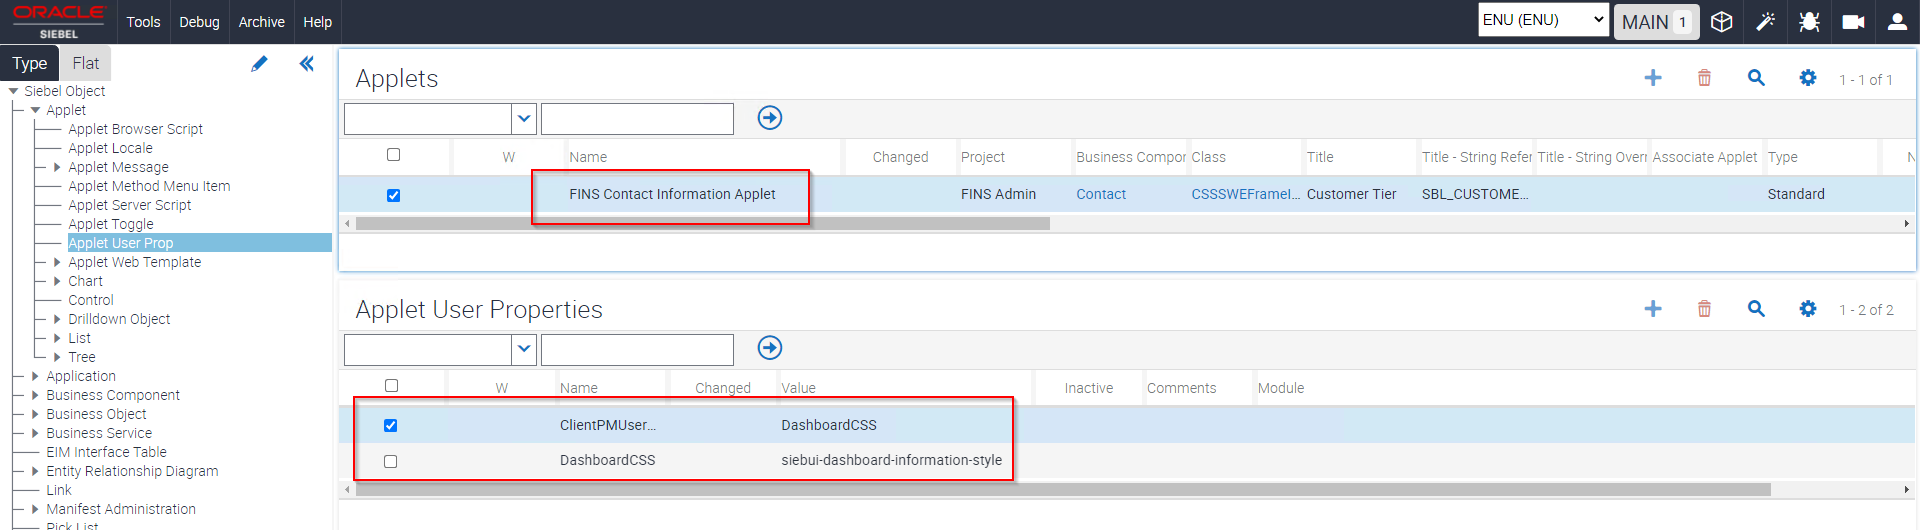 ORACLE
SIEBEL
Tools Debug Archive Help
ENU (ENU)
MAIN 1
Type Flat
Siebel Object
Applet
Applet Browser Script
Applet Locale
Applet Message
Applet Method Menu Item
Applet Server Script
Applet Toggle
Applet User Prop
Applet Web Template
Chart
Control
Drilldown Object
List
Tree
Application
Business Component
Business Object
Business Service
EIM Interface Table
Entity Relationship Diagram
Link
Manifest Administration
Pick List
Applets
1 - 1 of 1
W Name Changed Project Business Compor Class Title Title - String Refer Title - String Overr Associate Applet Type N
FINS Contact Information Applet FINS Admin Contact CSSSWEFrameI... Customer Tier SBL_CUSTOME... Standard
Applet User Properties
1 - 2 of 2
W Name Changed Value Inactive Comments Module
ClientPMUser... DashboardCSS
DashboardCSS siebui-dashboard-information-style